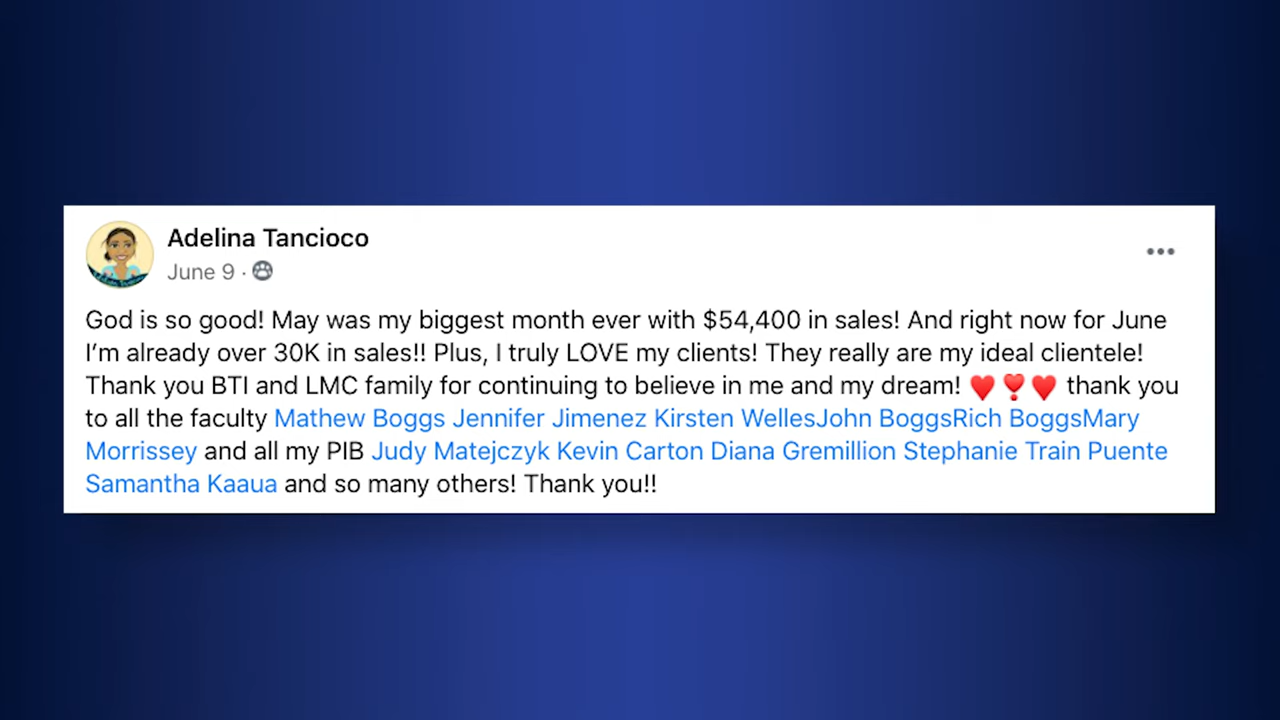 Adelina Tancioco
June 9 ·
God is so good! May was my biggest month ever with $54,400 in sales! And right now for June
I’m already over 30K in sales!! Plus, I truly LOVE my clients! They really are my ideal clientele!
Thank you BTI and LMC family for continuing to believe in me and my dream! ♥️❣️♥️ thank you
to all the faculty Mathew Boggs Jennifer Jimenez Kirsten WellesJohn BoggsRich BoggsMary
Morrissey and all my PIB Judy Matejczyk Kevin Carton Diana Gremillion Stephanie Train Puente
Samantha Kaaua and so many others! Thank you!!